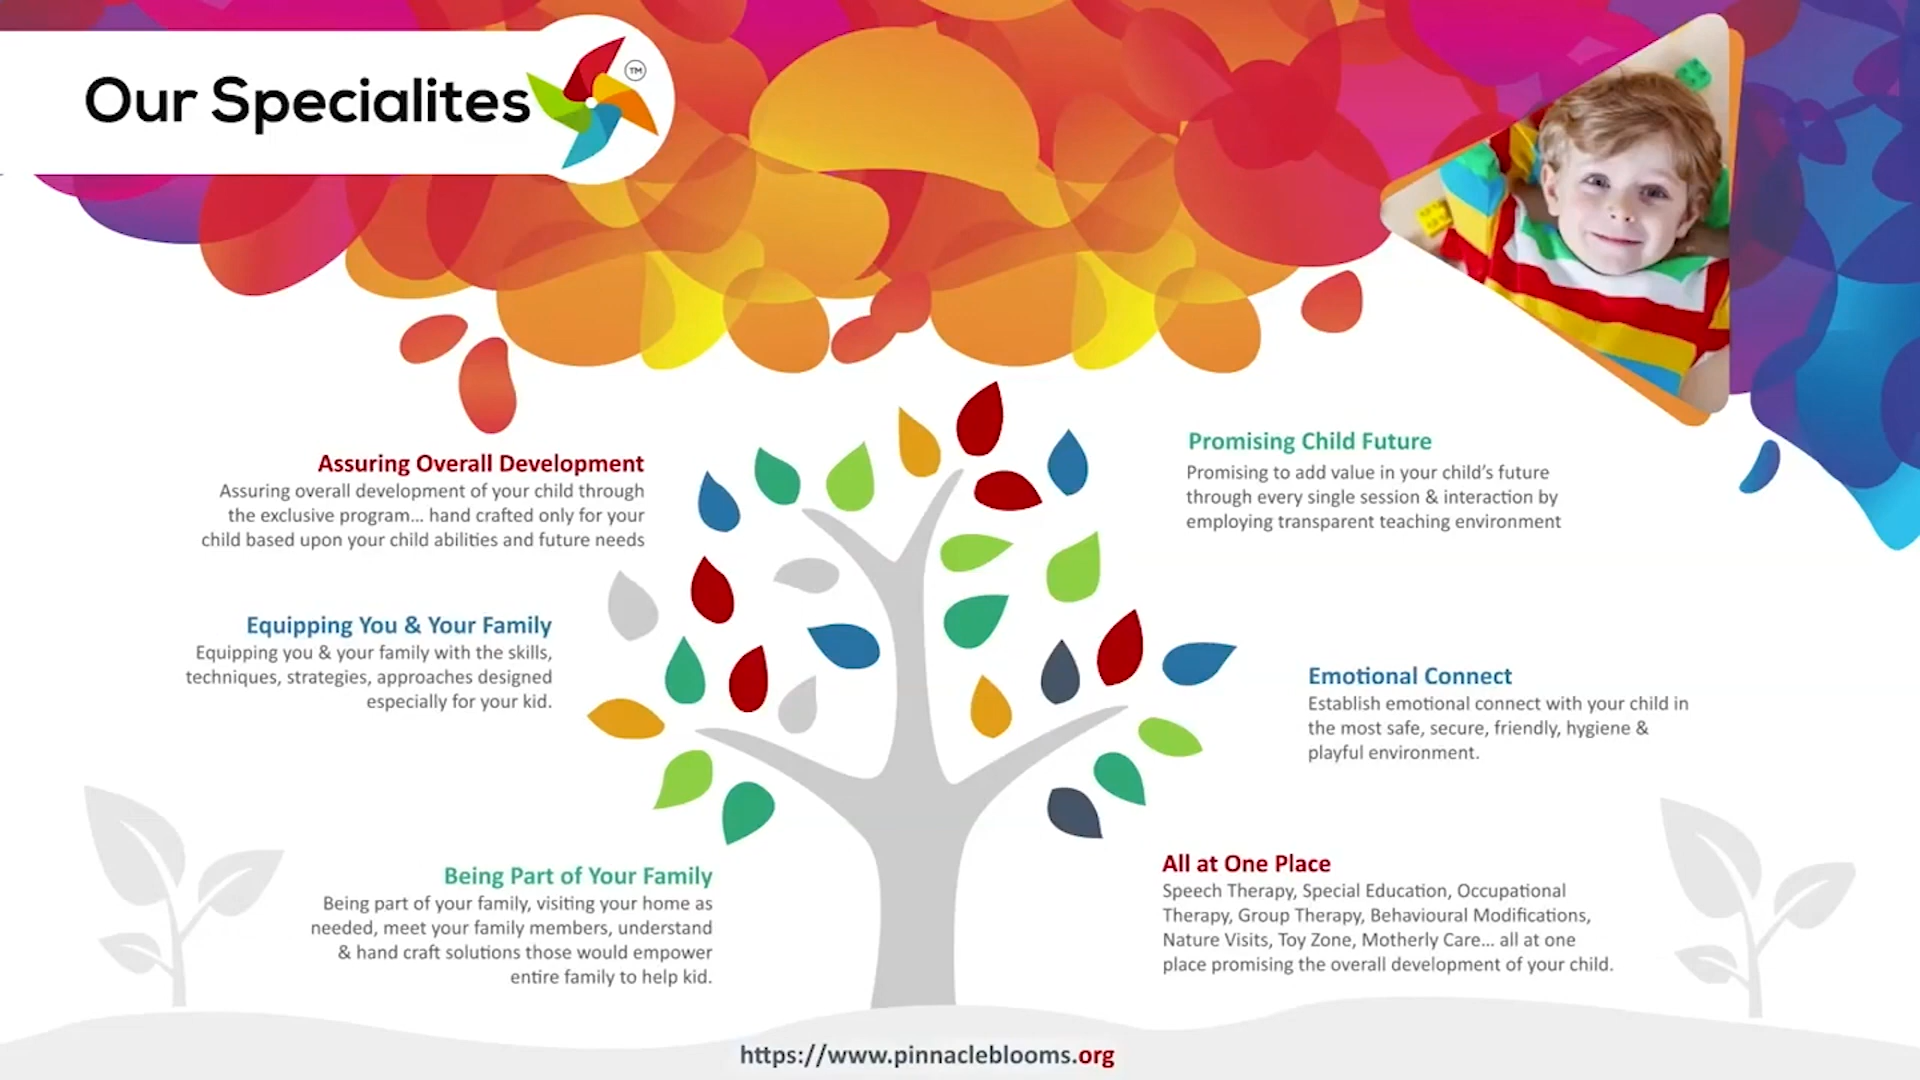 Our Specialites
TM
Assuring Overall Development
Assuring overall development of your child through
the exclusive program... hand crafted only for your
child based upon your child abilities and future needs
Equipping You & Your Family
Equipping you & your family with the skills,
techniques, strategies, approaches designed
especially for your kid.
Being Part of Your Family
Being part of your family, visiting your home as
needed, meet your family members, understand
& hand craft solutions those would empower
entire family to help kid.
Promising Child Future
Promising to add value in your child's future
through every single session & interaction by
employing transparent teaching environment
Emotional Connect
Establish emotional connect with your child in
the most safe, secure, friendly, hygiene &
playful environment.
All at One Place
Speech Therapy, Special Education, Occupational
Therapy, Group Therapy, Behavioural Modifications,
Nature Visits, Toy Zone, Motherly Care... all at one
place promising the overall development of your child.
https://www.pinnacleblooms.org